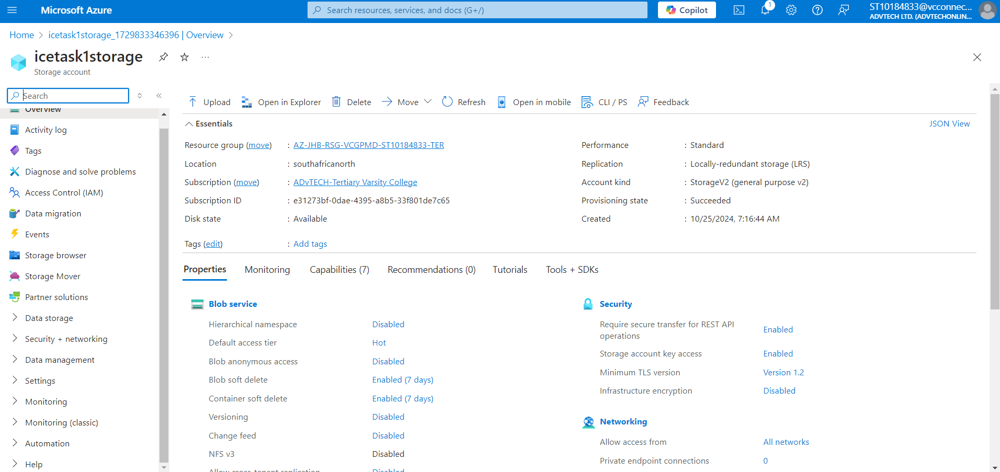 Microsoft Azure
Search resources, services, and docs (G+/)
Copilot
1
ST10184833@vcconnec...
ADVTECH LTD. (ADVTECHONLIN...
Home > icetask1storage_1729833346396 | Overview >
icetask1storage
Storage account
Search
Overview
Activity log
Tags
Diagnose and solve problems
Access Control (IAM)
Data migration
Events
Storage browser
Storage Mover
Partner solutions
Data storage
Security + networking
Data management
Settings
Monitoring
Monitoring (classic)
Automation
Help
Upload Open in Explorer Delete Move Refresh Open in mobile CLI / PS Feedback
Essentials
JSON View
Resource group (move) : AZ-JHB-RSG-VCGPMD-ST10184833-TER
Location : southafricanorth
Subscription (move) : ADvTECH-Tertiary Varsity College
Subscription ID : e31273bf-0dae-4395-a8b5-33f801de7c65
Disk state : Available
Performance : Standard
Replication : Locally-redundant storage (LRS)
Account kind : StorageV2 (general purpose v2)
Provisioning state : Succeeded
Created : 10/25/2024, 7:16:44 AM
Tags (edit) : Add tags
Properties Monitoring Capabilities (7) Recommendations (0) Tutorials Tools + SDKs
Blob service
Hierarchical namespace Disabled
Default access tier Hot
Blob anonymous access Disabled
Blob soft delete Enabled (7 days)
Container soft delete Enabled (7 days)
Versioning Disabled
Change feed Disabled
NFS v3 Disabled
Allow cross-tenant replication Disabled
Security
Require secure transfer for REST API
operations Enabled
Storage account key access Enabled
Minimum TLS version Version 1.2
Infrastructure encryption Disabled
Networking
Allow access from All networks
Private endpoint connections 0